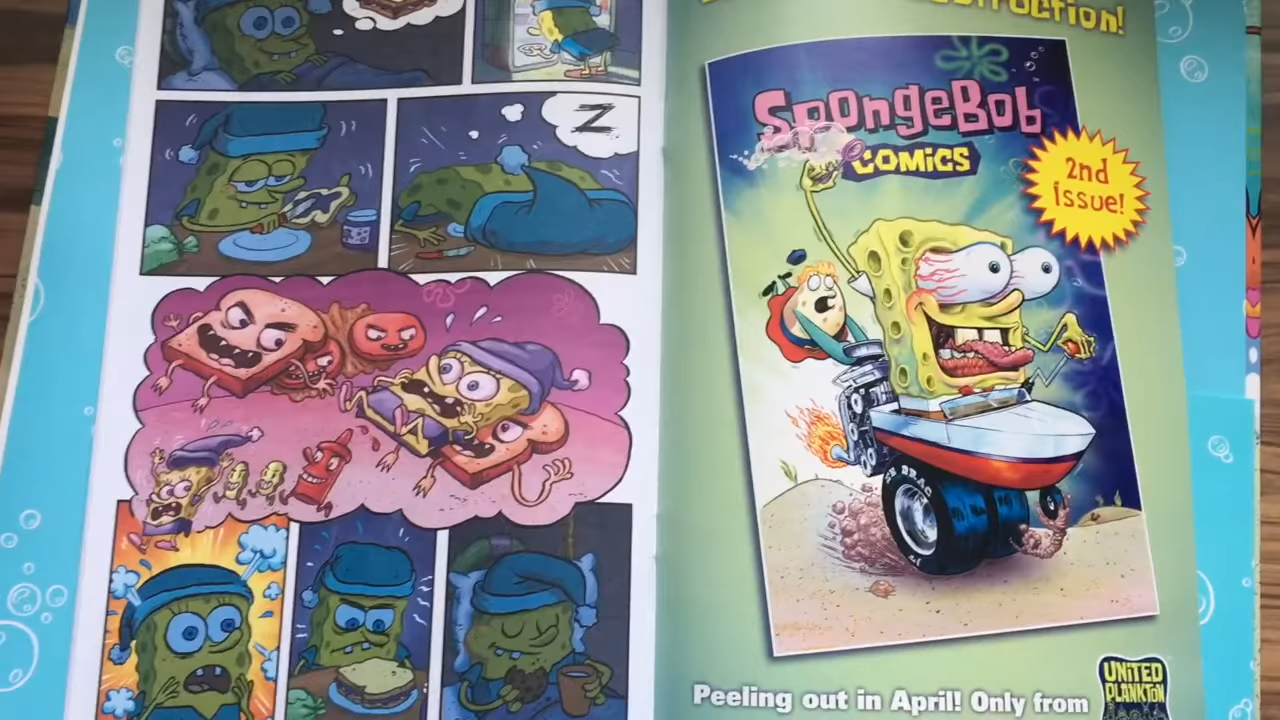 Z
SPONGEBOB
COMICS
2nd
issue!
Peeling out in April! Only from
UNITED
PLANKTON